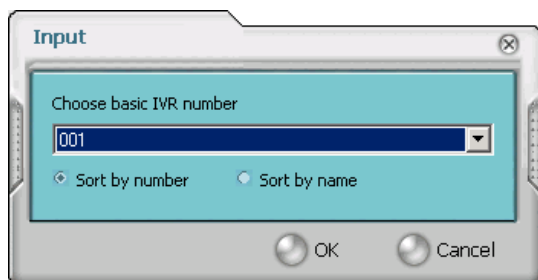 Input
Choose basic IVR number
001
Sort by number Sort by name
OK Cancel